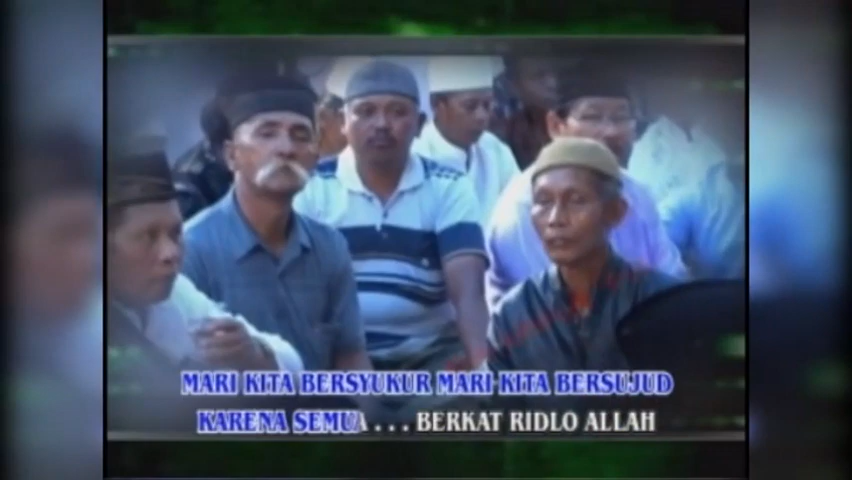 MARI KITA BERSYUKUR MARI KITA BERSUJUD
KARENA SEMUA . . . BERKAT RIDLO ALLAH